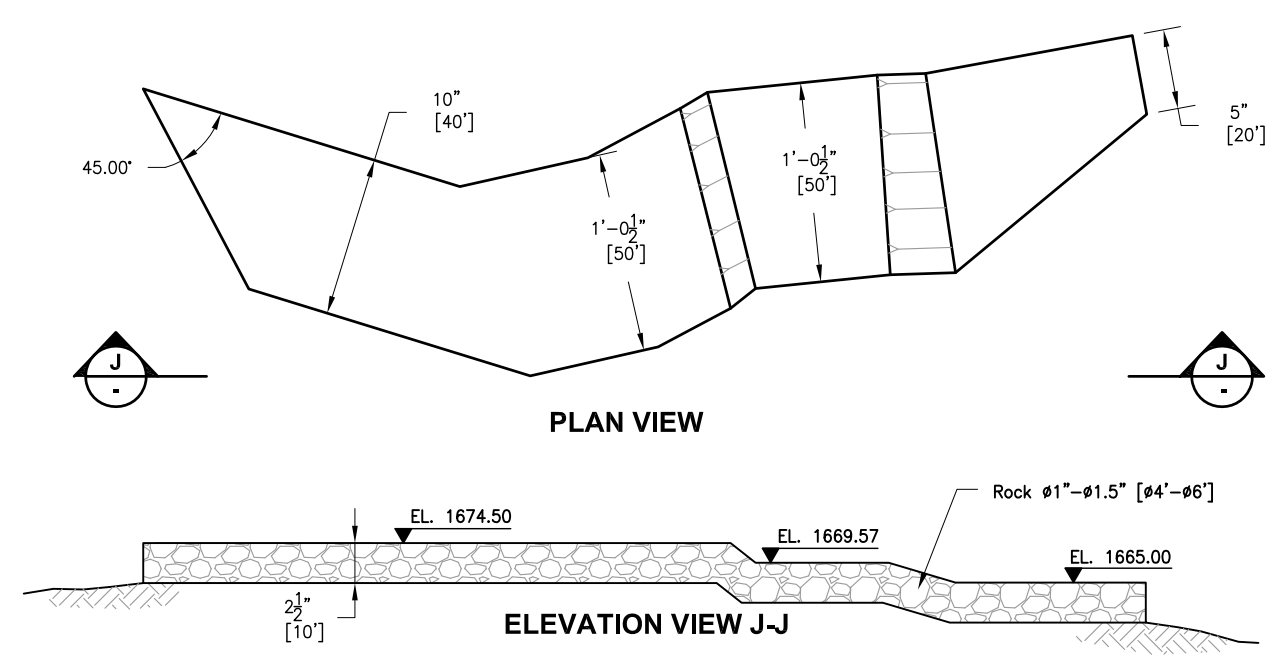 10"
[40']
5"
[20']
45.00°
1'-0½"
[50']
1'-0½"
[50']
J
-
J
-
PLAN VIEW
Rock ø1"-ø1.5" [ø4'-ø6']
EL. 1674.50
EL. 1669.57
EL. 1665.00
2½"
[10']
ELEVATION VIEW J-J